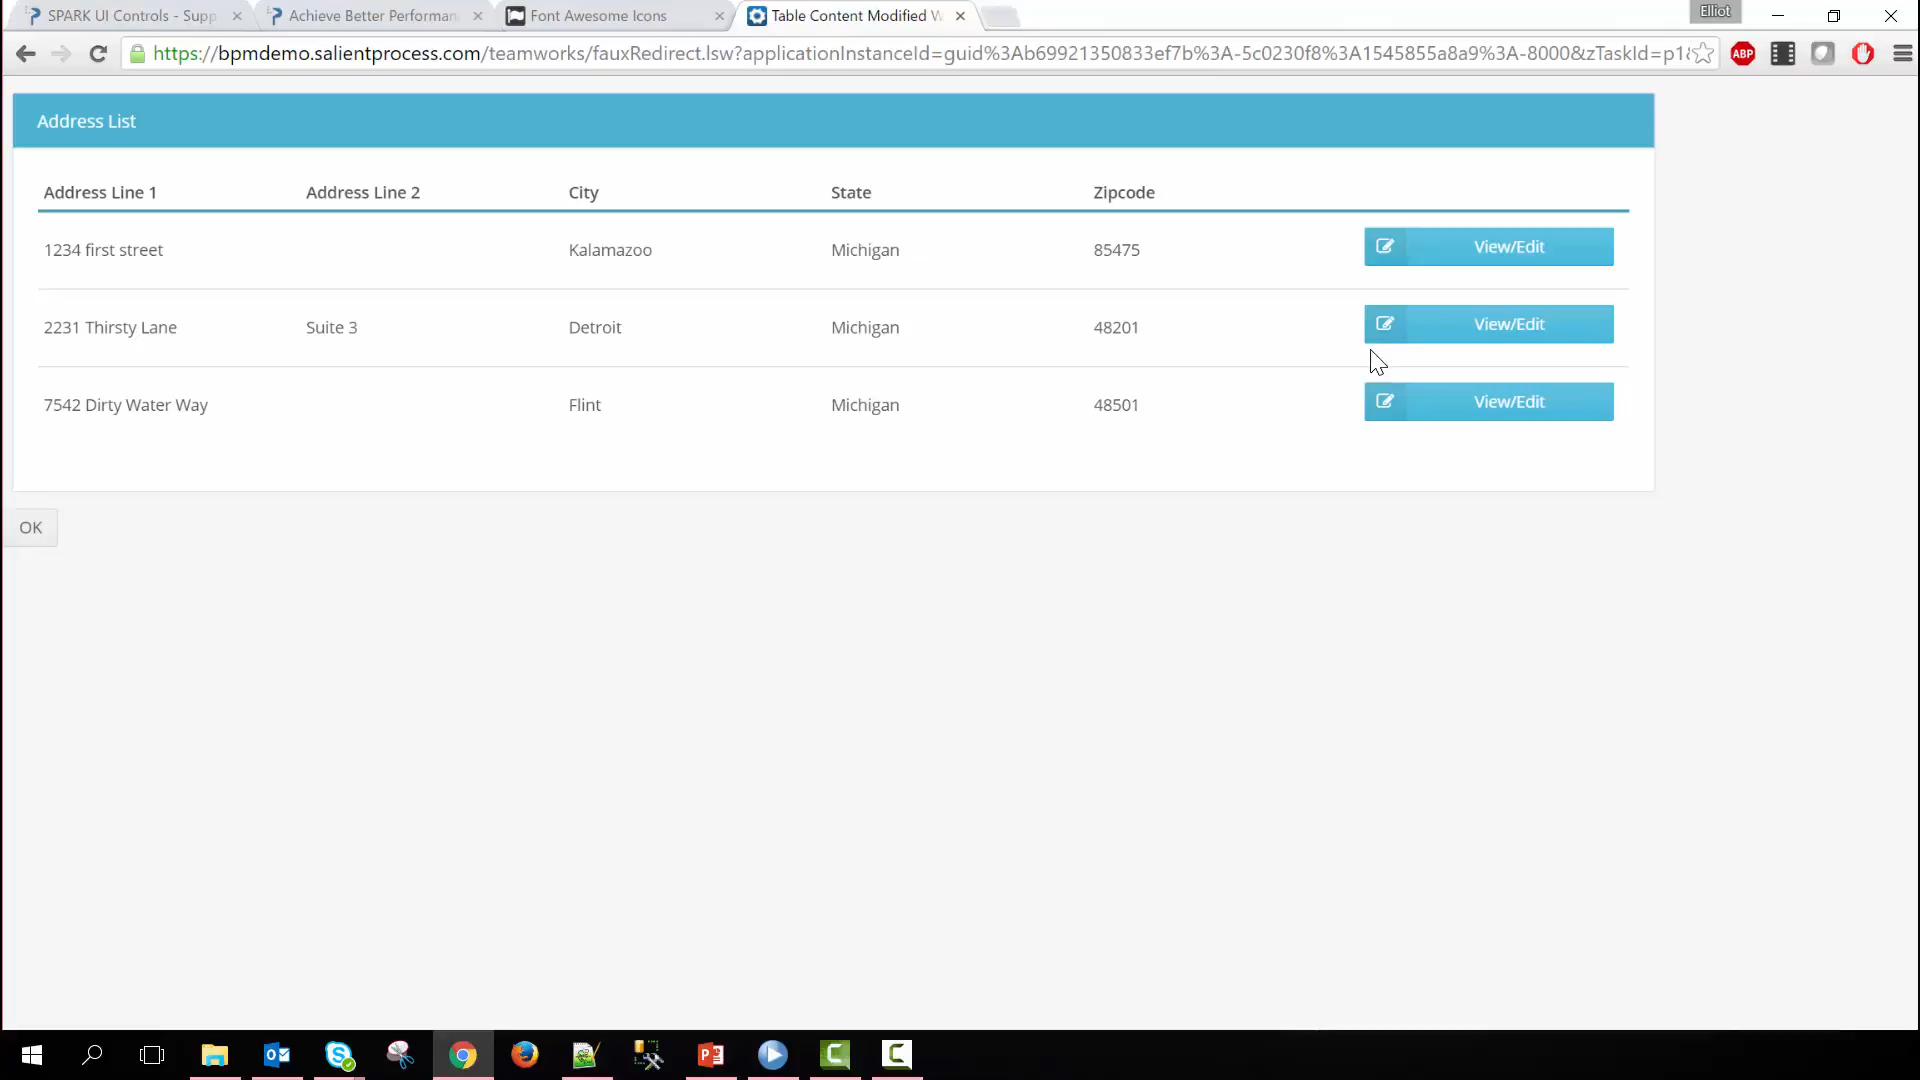 SPARK UI Controls - Supp
Achieve Better Performan
Font Awesome Icons
Table Content Modified W
Elliot
https://bpmdemo.salientprocess.com/teamworks/fauxRedirect.lsw?applicationInstanceId=guid%3Ab69921350833ef7b%3A-5c0230f8%3A1545855a8a9%3A-8000&zTaskId=p1&
ABP
Address List
Address Line 1 Address Line 2 City State Zipcode
1234 first street Kalamazoo Michigan 85475 View/Edit
2231 Thirsty Lane Suite 3 Detroit Michigan 48201 View/Edit
7542 Dirty Water Way Flint Michigan 48501 View/Edit
OK